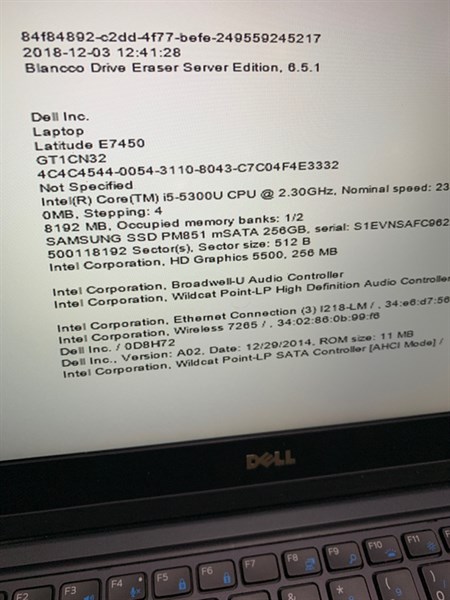 84f84892-c2dd-4f77-befe-249559245217
2018-12-03 12:41:28
Blancco Drive Eraser Server Edition, 6.5.1
Dell Inc.
Laptop
Latitude E7450
GT1CN32
4C4C4544-0054-3110-8043-C7C04F4E3332
Not Specified
Intel(R) Core(TM) i5-5300U CPU @ 2.30GHz, Nominal speed: 23
0MB, Stepping: 4
8192 MB, Occupied memory banks: 1/2
SAMSUNG SSD PM851 mSATA 256GB, serial: S1EVNSAFC962
500118192 Sector(s), Sector size: 512 B
Intel Corporation, HD Graphics 5500, 256 MB
Intel Corporation, Broadwell-U Audio Controller
Intel Corporation, Wildcat Point-LP High Definition Audio Controller
Intel Corporation, Ethernet Connection (3) I218-LM / , 34:e6:d7:56
Intel Corporation, Wireless 7265 / , 34:02:86:0b:99:f6
Dell Inc. / 0D8H72
Dell Inc., Version: A02, Date: 12/29/2014, ROM size: 11 MB
Intel Corporation, Wildcat Point-LP SATA Controller [AHCI Mode] /
DELL
F2 F3 F4 F5 F6 F7 F8 F9 F10 F11
& 7 * 8 ( 9 )